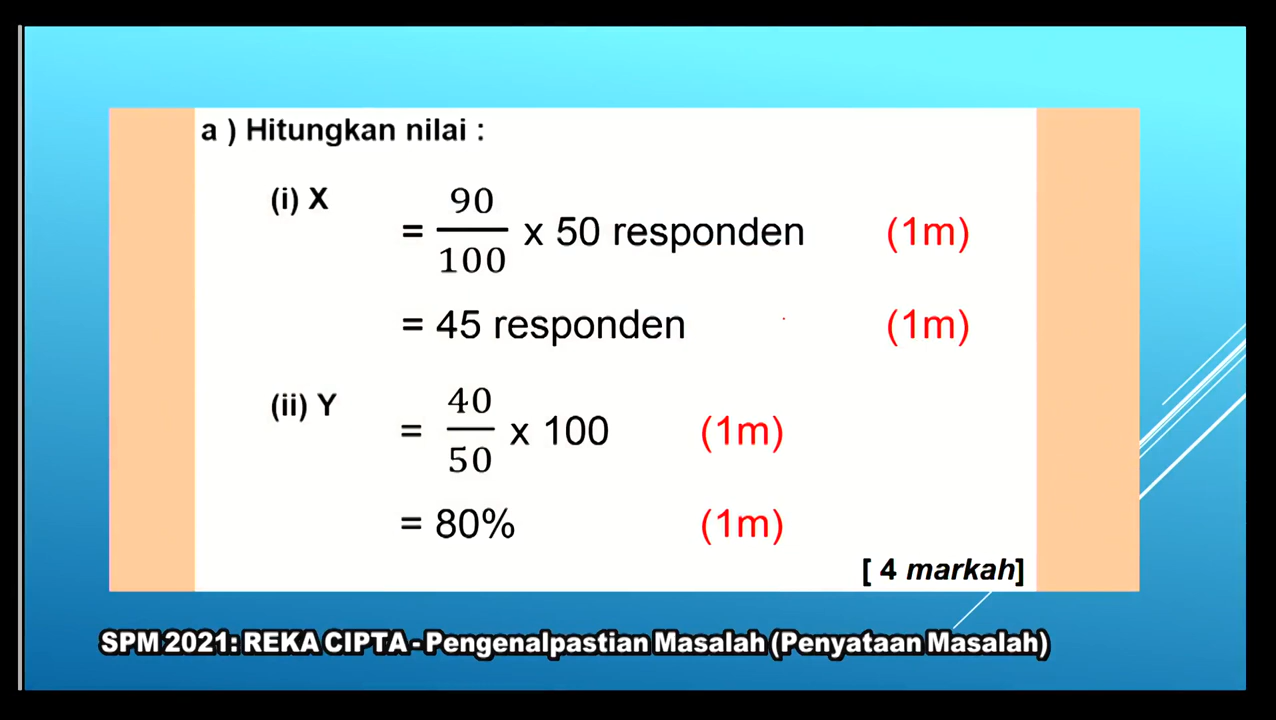 a ) Hitungkan nilai :
(i) X = 90/100 x 50 responden (1m)
= 45 responden (1m)
(ii) Y = 40/50 x 100 (1m)
= 80% (1m)
[ 4 markah]
SPM 2021: REKA CIPTA - Pengenalpastian Masalah (Penyataan Masalah)